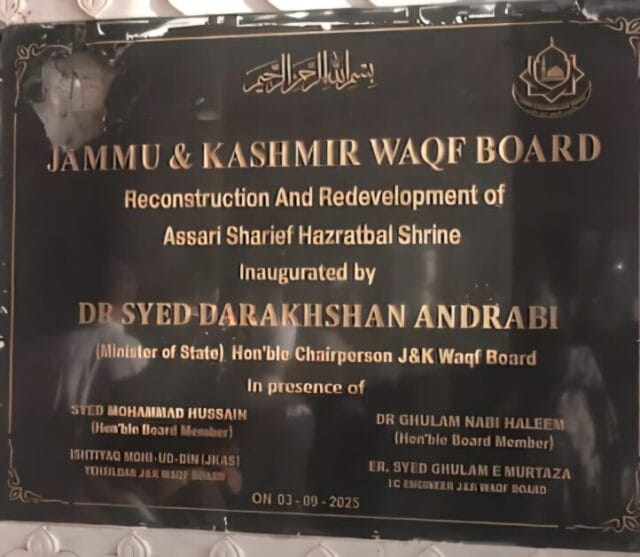 بسم الله الرحمن الرحيم
JAMMU & KASHMIR WAQF BOARD
Reconstruction And Redevelopment of
Assari Sharief Hazratbal Shrine
Inaugurated by
DR SYED DARAKHSHAN ANDRABI
(Minister of State) Hon'ble Chairperson J&K Waqf Board
In presence of
SYED MOHAMMAD HUSSAIN
(Hon'ble Board Member)
DR GHULAM NABI HALEEM
(Hon'ble Board Member)
ISHTIYAQ MOHI-UD-DIN (JKAS)
TEHSILDAR J&K WAQF BOARD
ER. SYED GHULAM E MURTAZA
I/C ENGINEER J&K WAQF BOARD
ON 03-09-2025